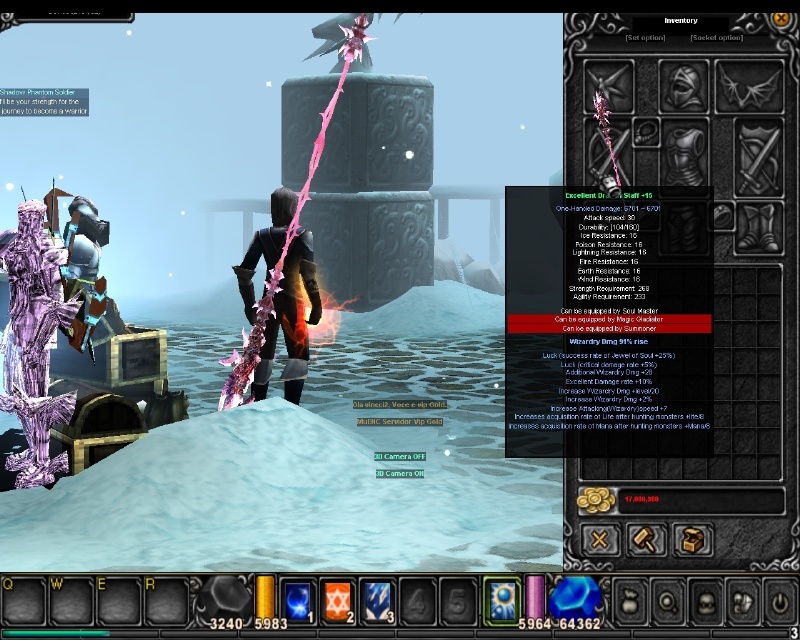 Inventory
[Set option] [Socket option]
Shadow Phantom Soldier
I'll be your strength for the
journey to become a warrior
Excellent Staff +15
One-Handed Damage: 6701 ~ 6701
Attack speed: 30
Durability: [104/160]
Ice Resistance: 16
Poison Resistance: 16
Lightning Resistance: 16
Fire Resistance: 16
Earth Resistance: 16
Wind Resistance: 16
Strength Requirement: 268
Agility Requirement: 233
Can be equipped by Soul Master
Can be equipped by Magic Gladiator
Can be equipped by Summoner
Wizardry Dmg 91% rise
Luck (success rate of Jewel of Soul +25%)
Luck (critical damage rate +5%)
Additional Wizardry Dmg +28
Excellent Damage rate +10%
Increase Wizardry Dmg +level/20
Increase Wizardry Dmg +2%
Increase Attacking(Wizardry)speed +7
Increases acquisition rate of Life after hunting monsters +life/8
Increases acquisition rate of Mana after hunting monsters +Mana/8
Ola vincci2, Voce e vip Gold.
MuEHC Servidor Vip Gold
3D Camera OFF
3D Camera ON
17,000,000
Q W E R
1 2 3 4 5
3240 5983 5964 64362
3